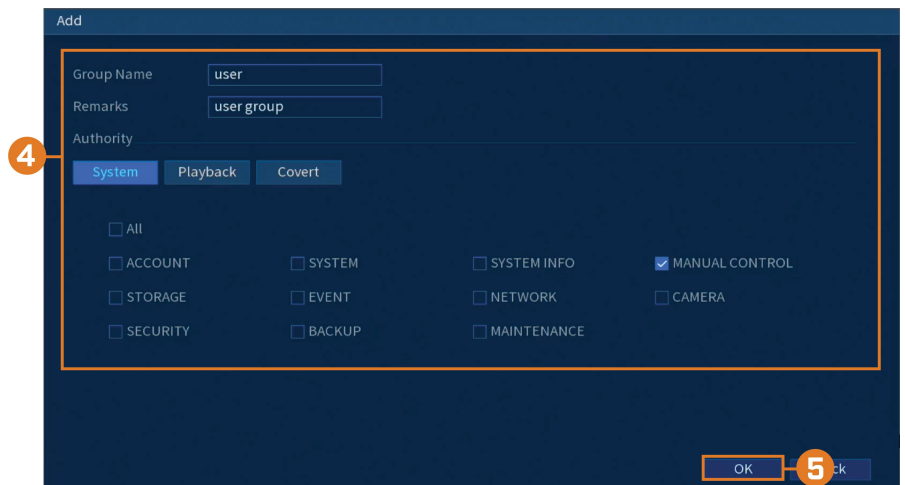 Add
Group Name user
Remarks user group
Authority
4
System Playback Covert
All
ACCOUNT SYSTEM SYSTEM INFO MANUAL CONTROL
STORAGE EVENT NETWORK CAMERA
SECURITY BACKUP MAINTENANCE
OK 5 ck